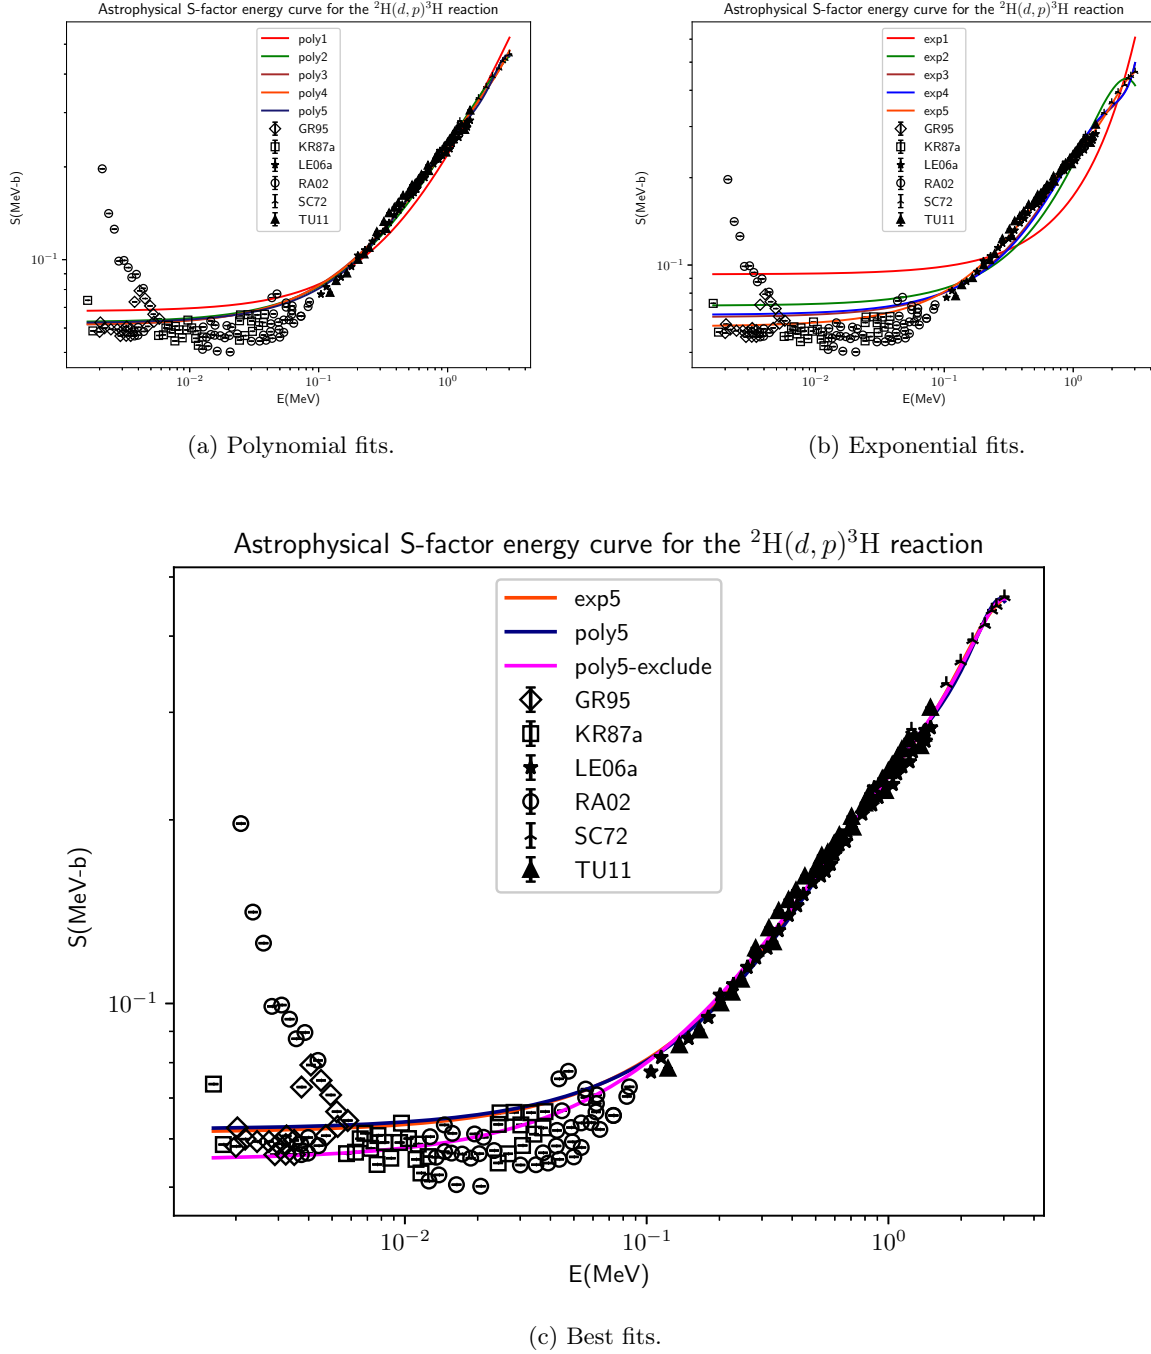 Astrophysical S-factor energy curve for the ²H(d, p)³H reaction
poly1
poly2
poly3
poly4
poly5
GR95
KR87a
LE06a
RA02
SC72
TU11
S(MeV-b)
10⁻¹
10⁻² 10⁻¹ 10⁰
E(MeV)
(a) Polynomial fits.
Astrophysical S-factor energy curve for the ²H(d, p)³H reaction
exp1
exp2
exp3
exp4
exp5
GR95
KR87a
LE06a
RA02
SC72
TU11
S(MeV-b)
10⁻¹
10⁻² 10⁻¹ 10⁰
E(MeV)
(b) Exponential fits.
Astrophysical S-factor energy curve for the ²H(d, p)³H reaction
exp5
poly5
poly5-exclude
GR95
KR87a
LE06a
RA02
SC72
TU11
S(MeV-b)
10⁻¹
10⁻² 10⁻¹ 10⁰
E(MeV)
(c) Best fits.